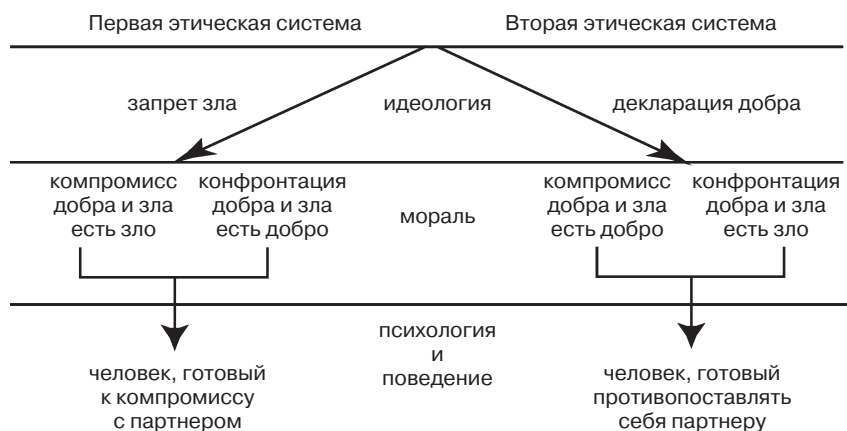 Первая этическая система
Вторая этическая система
запрет зла
идеология
декларация добра
компромисс
добра и зла
есть зло
конфронтация
добра и зла
есть добро
мораль
компромисс
добра и зла
есть добро
конфронтация
добра и зла
есть зло
человек, готовый
к компромиссу
с партнером
психология
и
поведение
человек, готовый
противопоставлять
себя партнеру